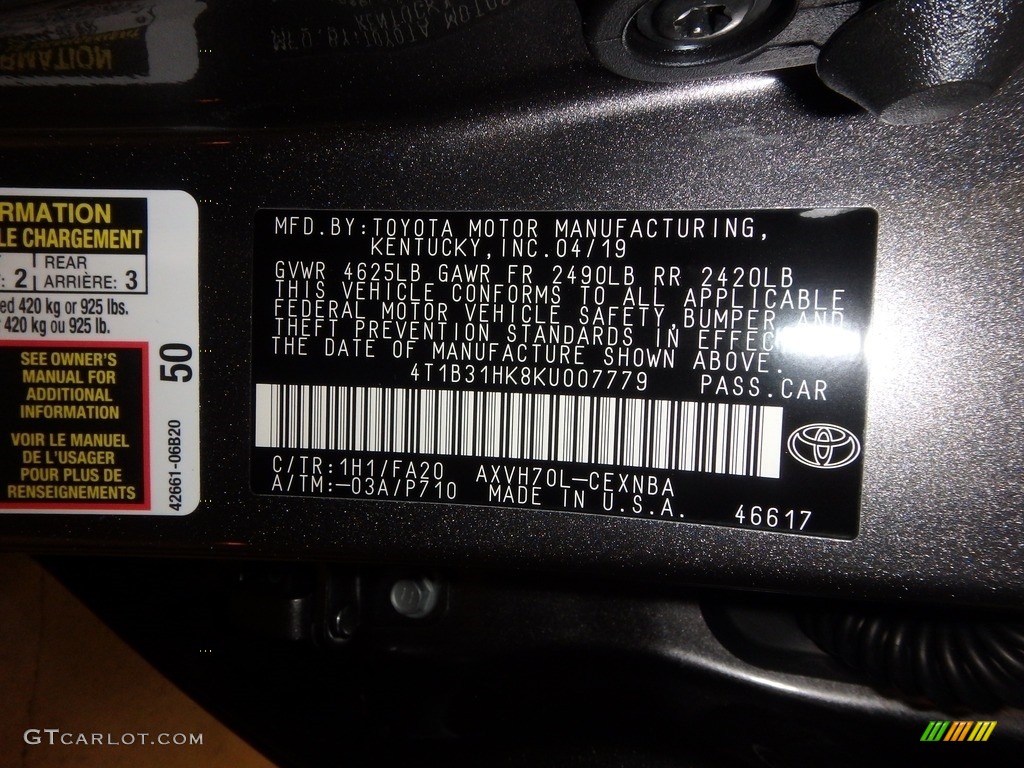 RMATION
LE CHARGEMENT
: 2 REAR
ARRIÈRE: 3
ed 420 kg or 925 lbs.
420 kg ou 925 lb.
SEE OWNER'S
MANUAL FOR
ADDITIONAL
INFORMATION
VOIR LE MANUEL
DE L'USAGER
POUR PLUS DE
RENSEIGNEMENTS
50
42661-06B20
MFD.BY:TOYOTA MOTOR MANUFACTURING,
KENTUCKY,INC.04/19
GVWR 4625LB GAWR FR 2490LB RR 2420LB
THIS VEHICLE CONFORMS TO ALL APPLICABLE
FEDERAL MOTOR VEHICLE SAFETY,BUMPER AND
THEFT PREVENTION STANDARDS IN EFFEC
THE DATE OF MANUFACTURE SHOWN ABOVE.
4T1B31HK8KU007779 PASS.CAR
C/TR:1H1/FA20 AXVH70L-CEXNBA
A/TM:-03A/P710 MADE IN U.S.A.
46617
GTCARLOT.COM